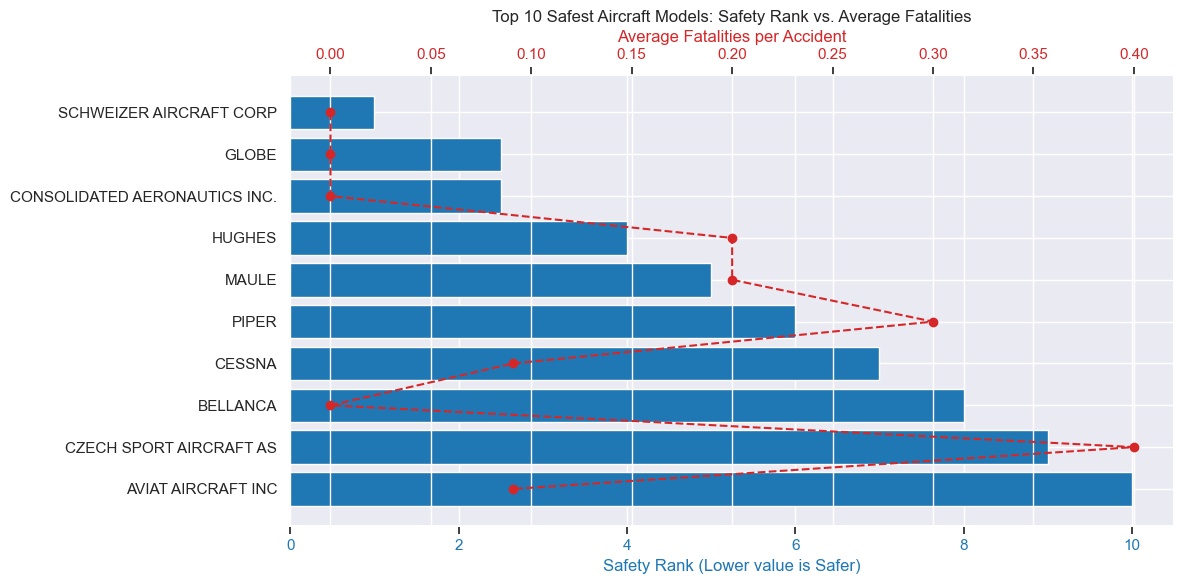 Top 10 Safest Aircraft Models: Safety Rank vs. Average Fatalities
Average Fatalities per Accident
0.00 0.05 0.10 0.15 0.20 0.25 0.30 0.35 0.40
SCHWEIZER AIRCRAFT CORP
GLOBE
CONSOLIDATED AERONAUTICS INC.
HUGHES
MAULE
PIPER
CESSNA
BELLANCA
CZECH SPORT AIRCRAFT AS
AVIAT AIRCRAFT INC
0 2 4 6 8 10
Safety Rank (Lower value is Safer)